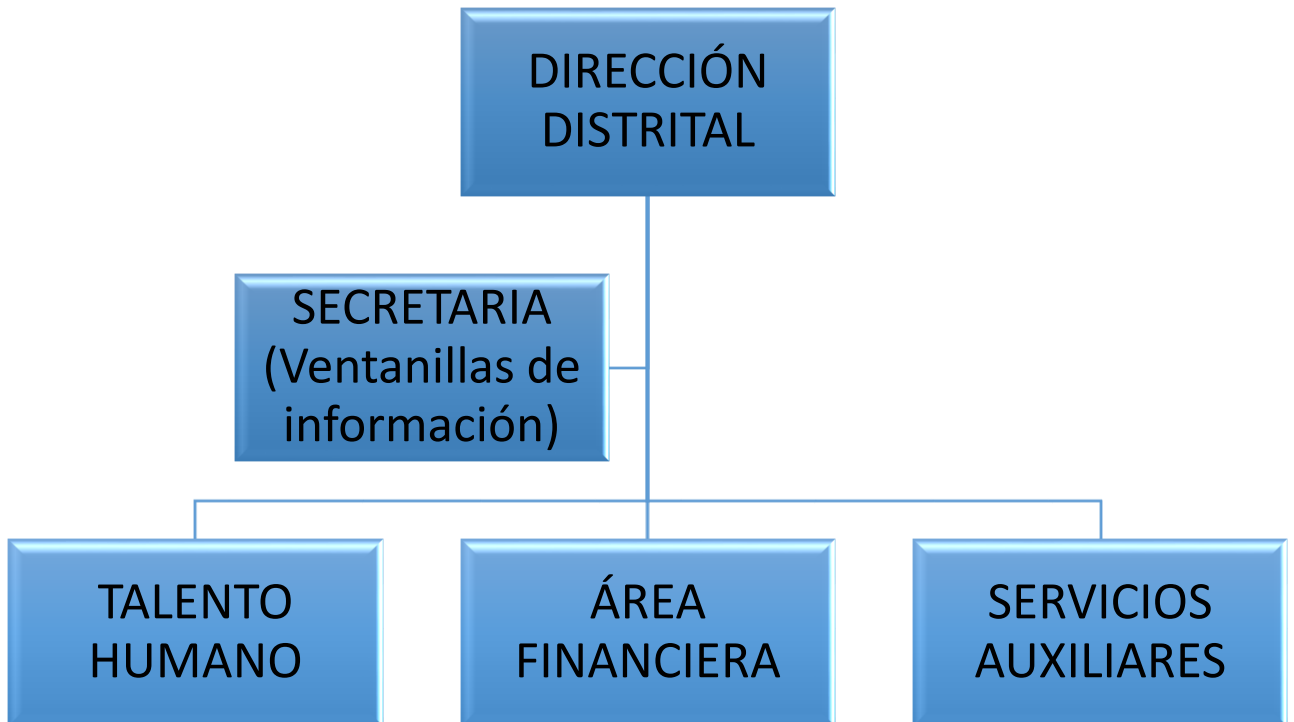 DIRECCIÓN
DISTRITAL
SECRETARIA
(Ventanillas de
información)
TALENTO
HUMANO
ÁREA
FINANCIERA
SERVICIOS
AUXILIARES